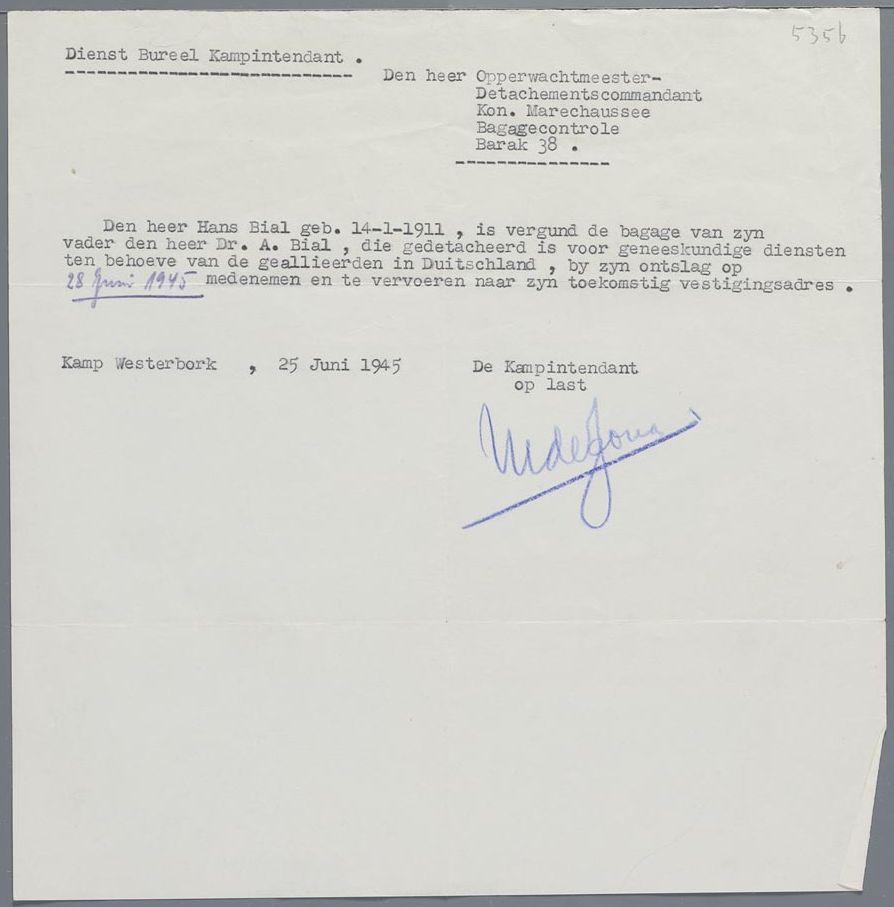 5356
Dienst Bureel Kampintendant .
Den heer Opperwachtmeester-
Detachementscommandant
Kon. Marechaussee
Bagagecontrole
Barak 38 .
Den heer Hans Bial geb. 14-1-1911 , is vergund de bagage van zyn
vader den heer Dr. A. Bial , die gedetacheerd is voor geneeskundige diensten
ten behoeve van de geallieerden in Duitschland , by zyn ontslag op
28 Juni 1945 medenemen en te vervoeren naar zyn toekomstig vestigingsadres .
Kamp Westerbork , 25 Juni 1945
De Kampintendant
op last